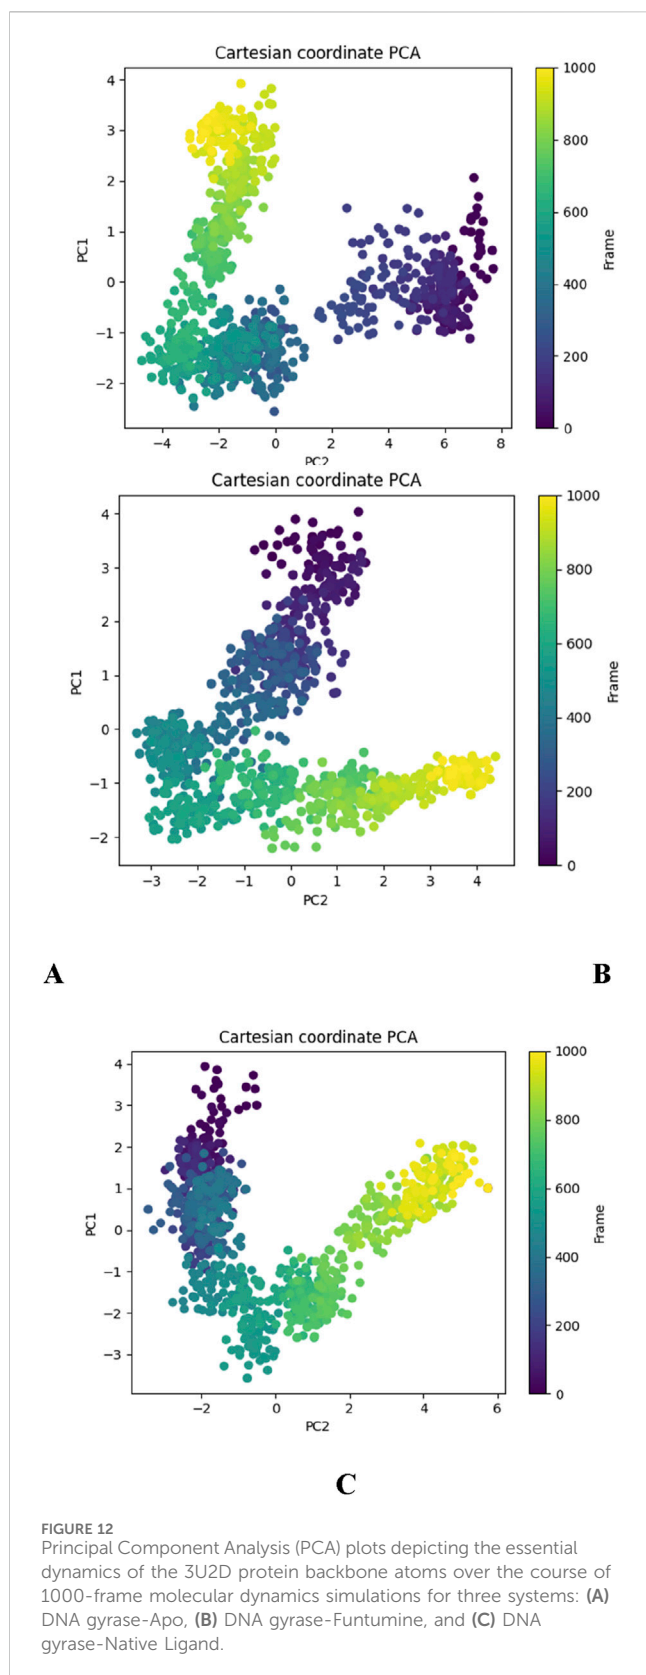 Cartesian coordinate PCA
4
3
2
1
0
−1
−2
PC1
−4
−2
0
2
4
6
8
PC2
1000
800
600
400
200
0
Frame
Cartesian coordinate PCA
4
3
2
1
0
−1
−2
PC1
−3
−2
−1
0
1
2
3
4
PC2
1000
800
600
400
200
0
Frame
A
B
Cartesian coordinate PCA
4
3
2
1
0
−1
−2
−3
PC1
−2
0
2
4
6
PC2
1000
800
600
400
200
0
Frame
C
FIGURE 12
Principal Component Analysis (PCA) plots depicting the essential
dynamics of the 3U2D protein backbone atoms over the course of
1000-frame molecular dynamics simulations for three systems: (A)
DNA gyrase-Apo, (B) DNA gyrase-Funtumine, and (C) DNA
gyrase-Native Ligand.